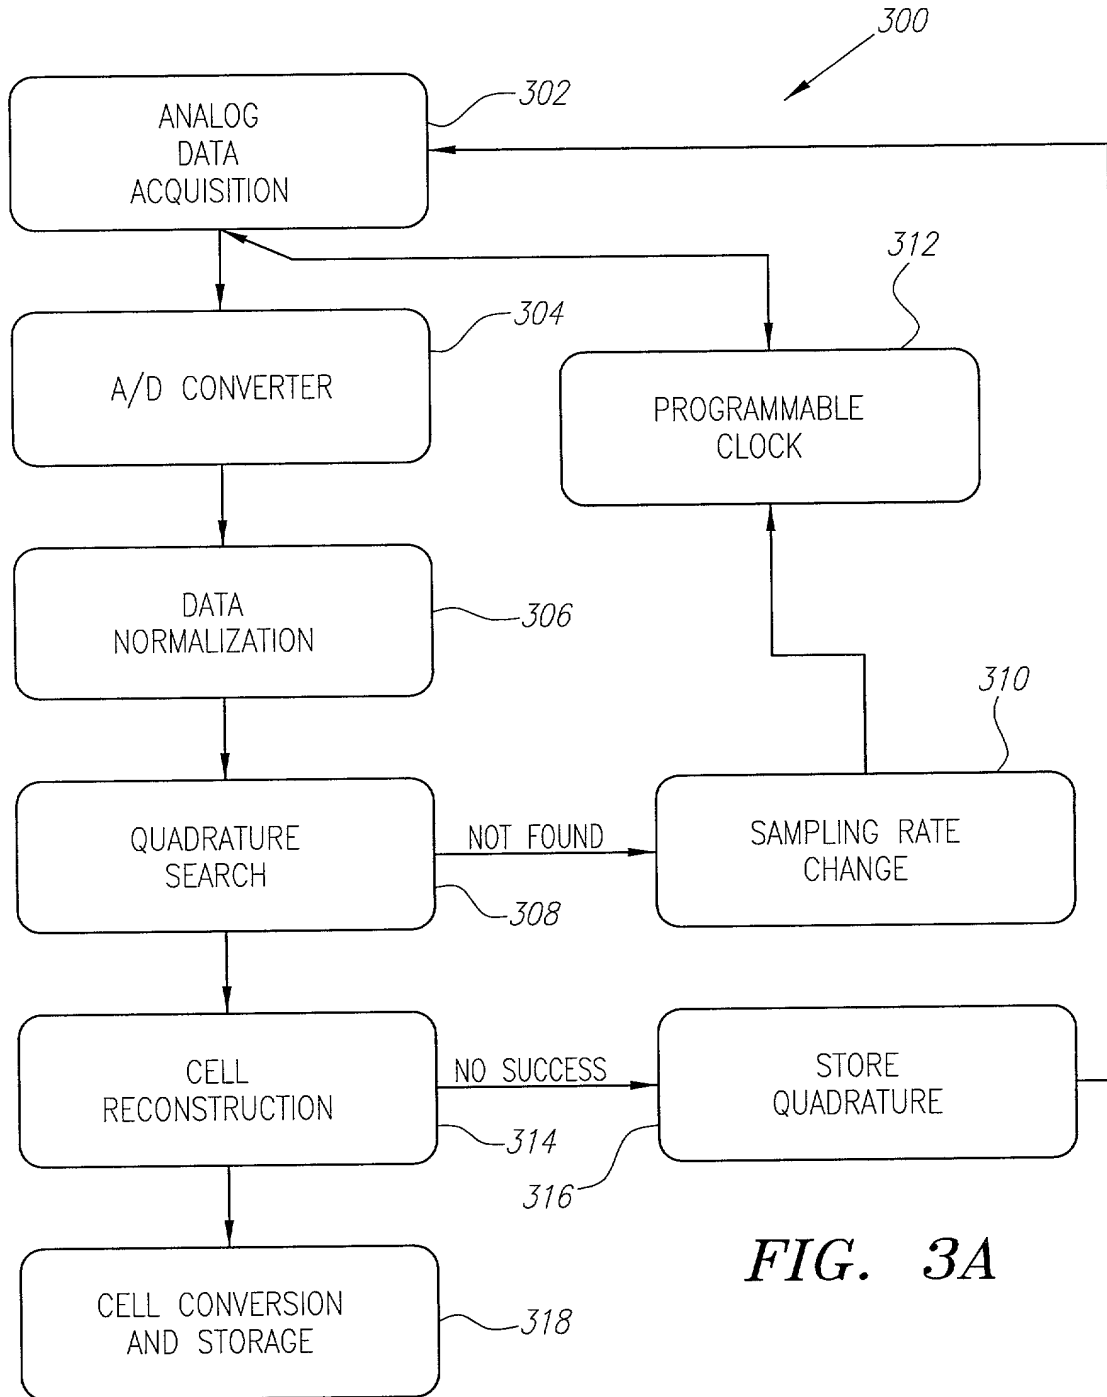 300
ANALOG
DATA
ACQUISITION
302
312
A/D CONVERTER
304
PROGRAMMABLE
CLOCK
DATA
NORMALIZATION
306
310
QUADRATURE
SEARCH
308
NOT FOUND
SAMPLING RATE
CHANGE
CELL
RECONSTRUCTION
314
NO SUCCESS
STORE
QUADRATURE
316
CELL CONVERSION
AND STORAGE
318
FIG. 3A